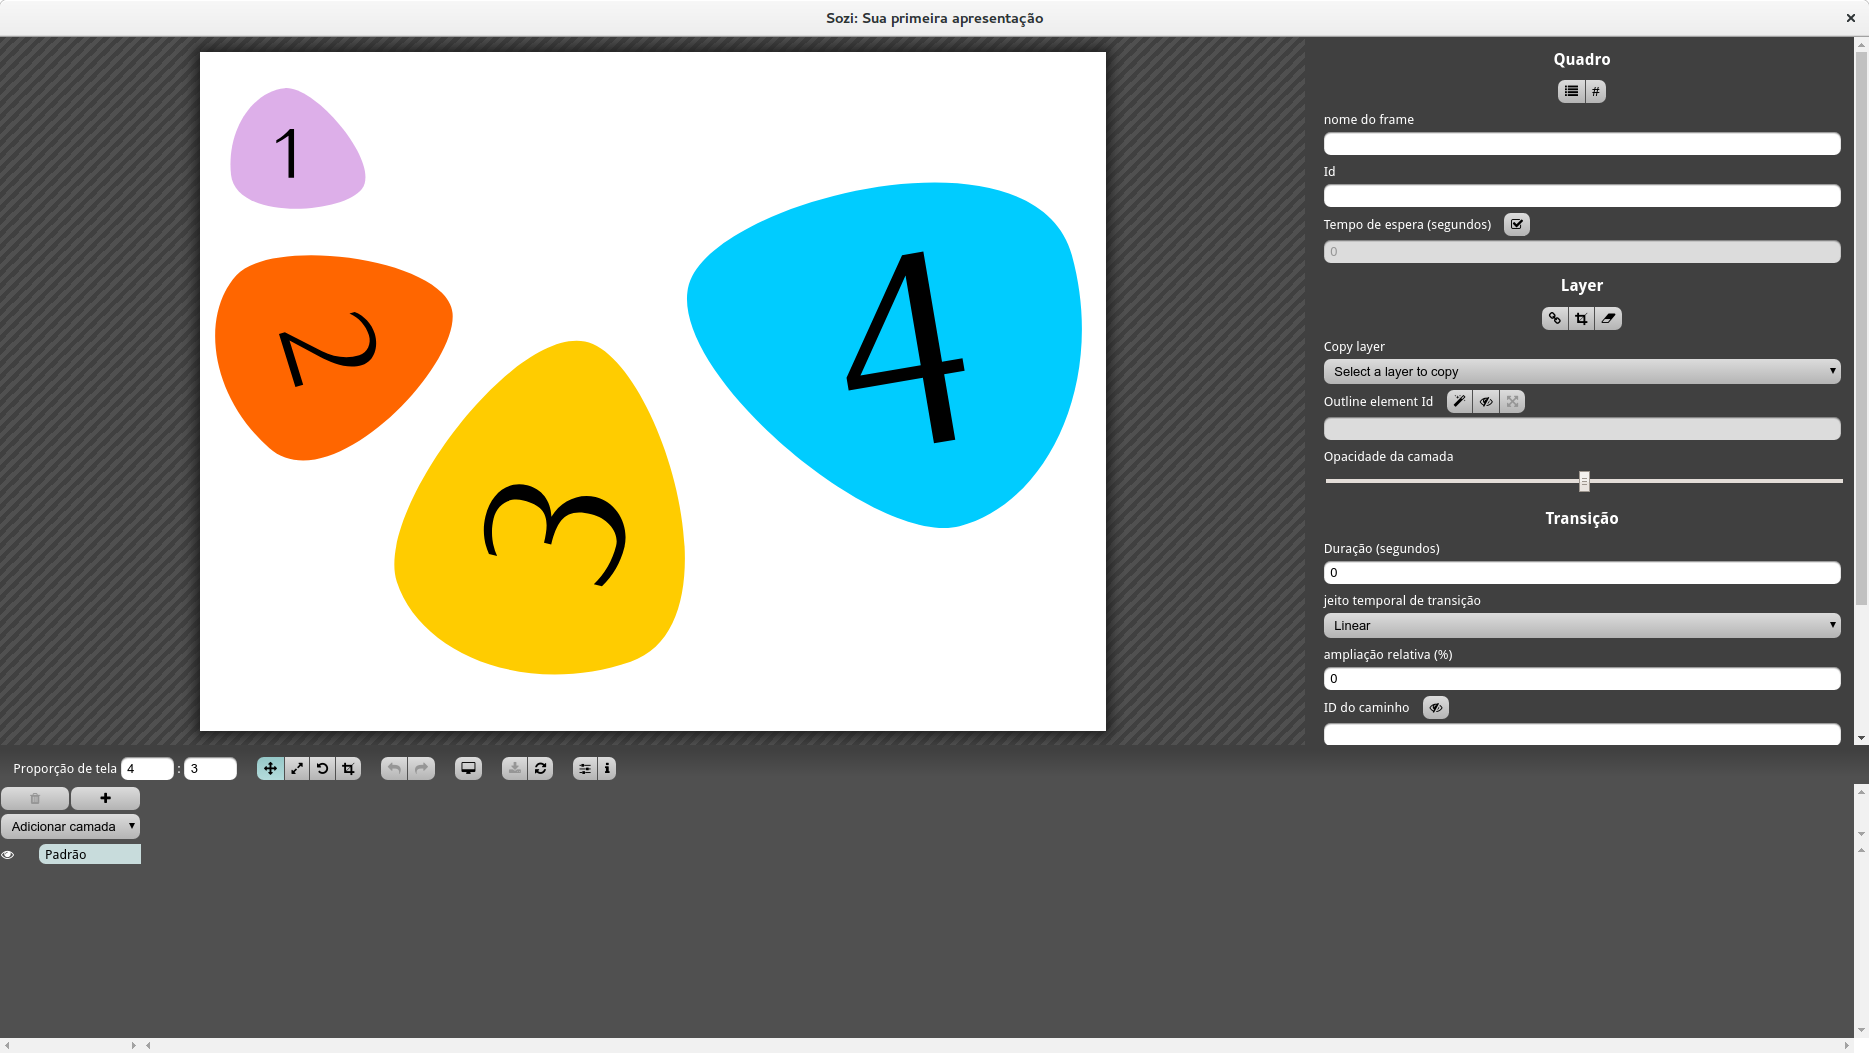 Sozi: Sua primeira apresentação
1
2
3
4
Quadro
#
nome do frame
Id
Tempo de espera (segundos)
0
Layer
Copy layer
Select a layer to copy
Outline element Id
Opacidade da camada
Transição
Duração (segundos)
0
jeito temporal de transição
Linear
ampliação relativa (%)
0
ID do caminho
Proporção de tela 4 : 3
Adicionar camada
Padrão